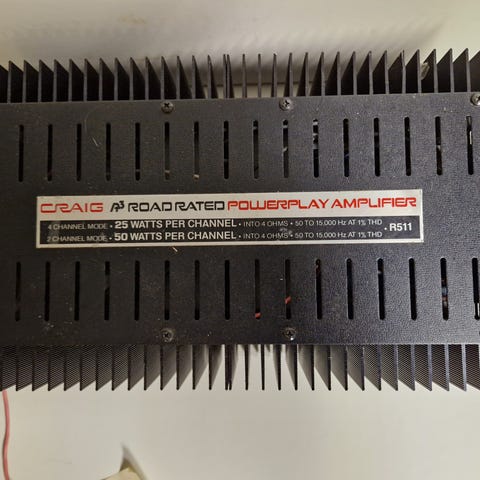 CRAIG R³ ROAD RATED POWERPLAY AMPLIFIER
4 CHANNEL MODE • 25 WATTS PER CHANNEL • INTO 4 OHMS • 50 TO 15,000 Hz AT 1% THD
2 CHANNEL MODE • 50 WATTS PER CHANNEL • INTO 4 OHMS • 50 TO 15,000 Hz AT 1% THD
• R511